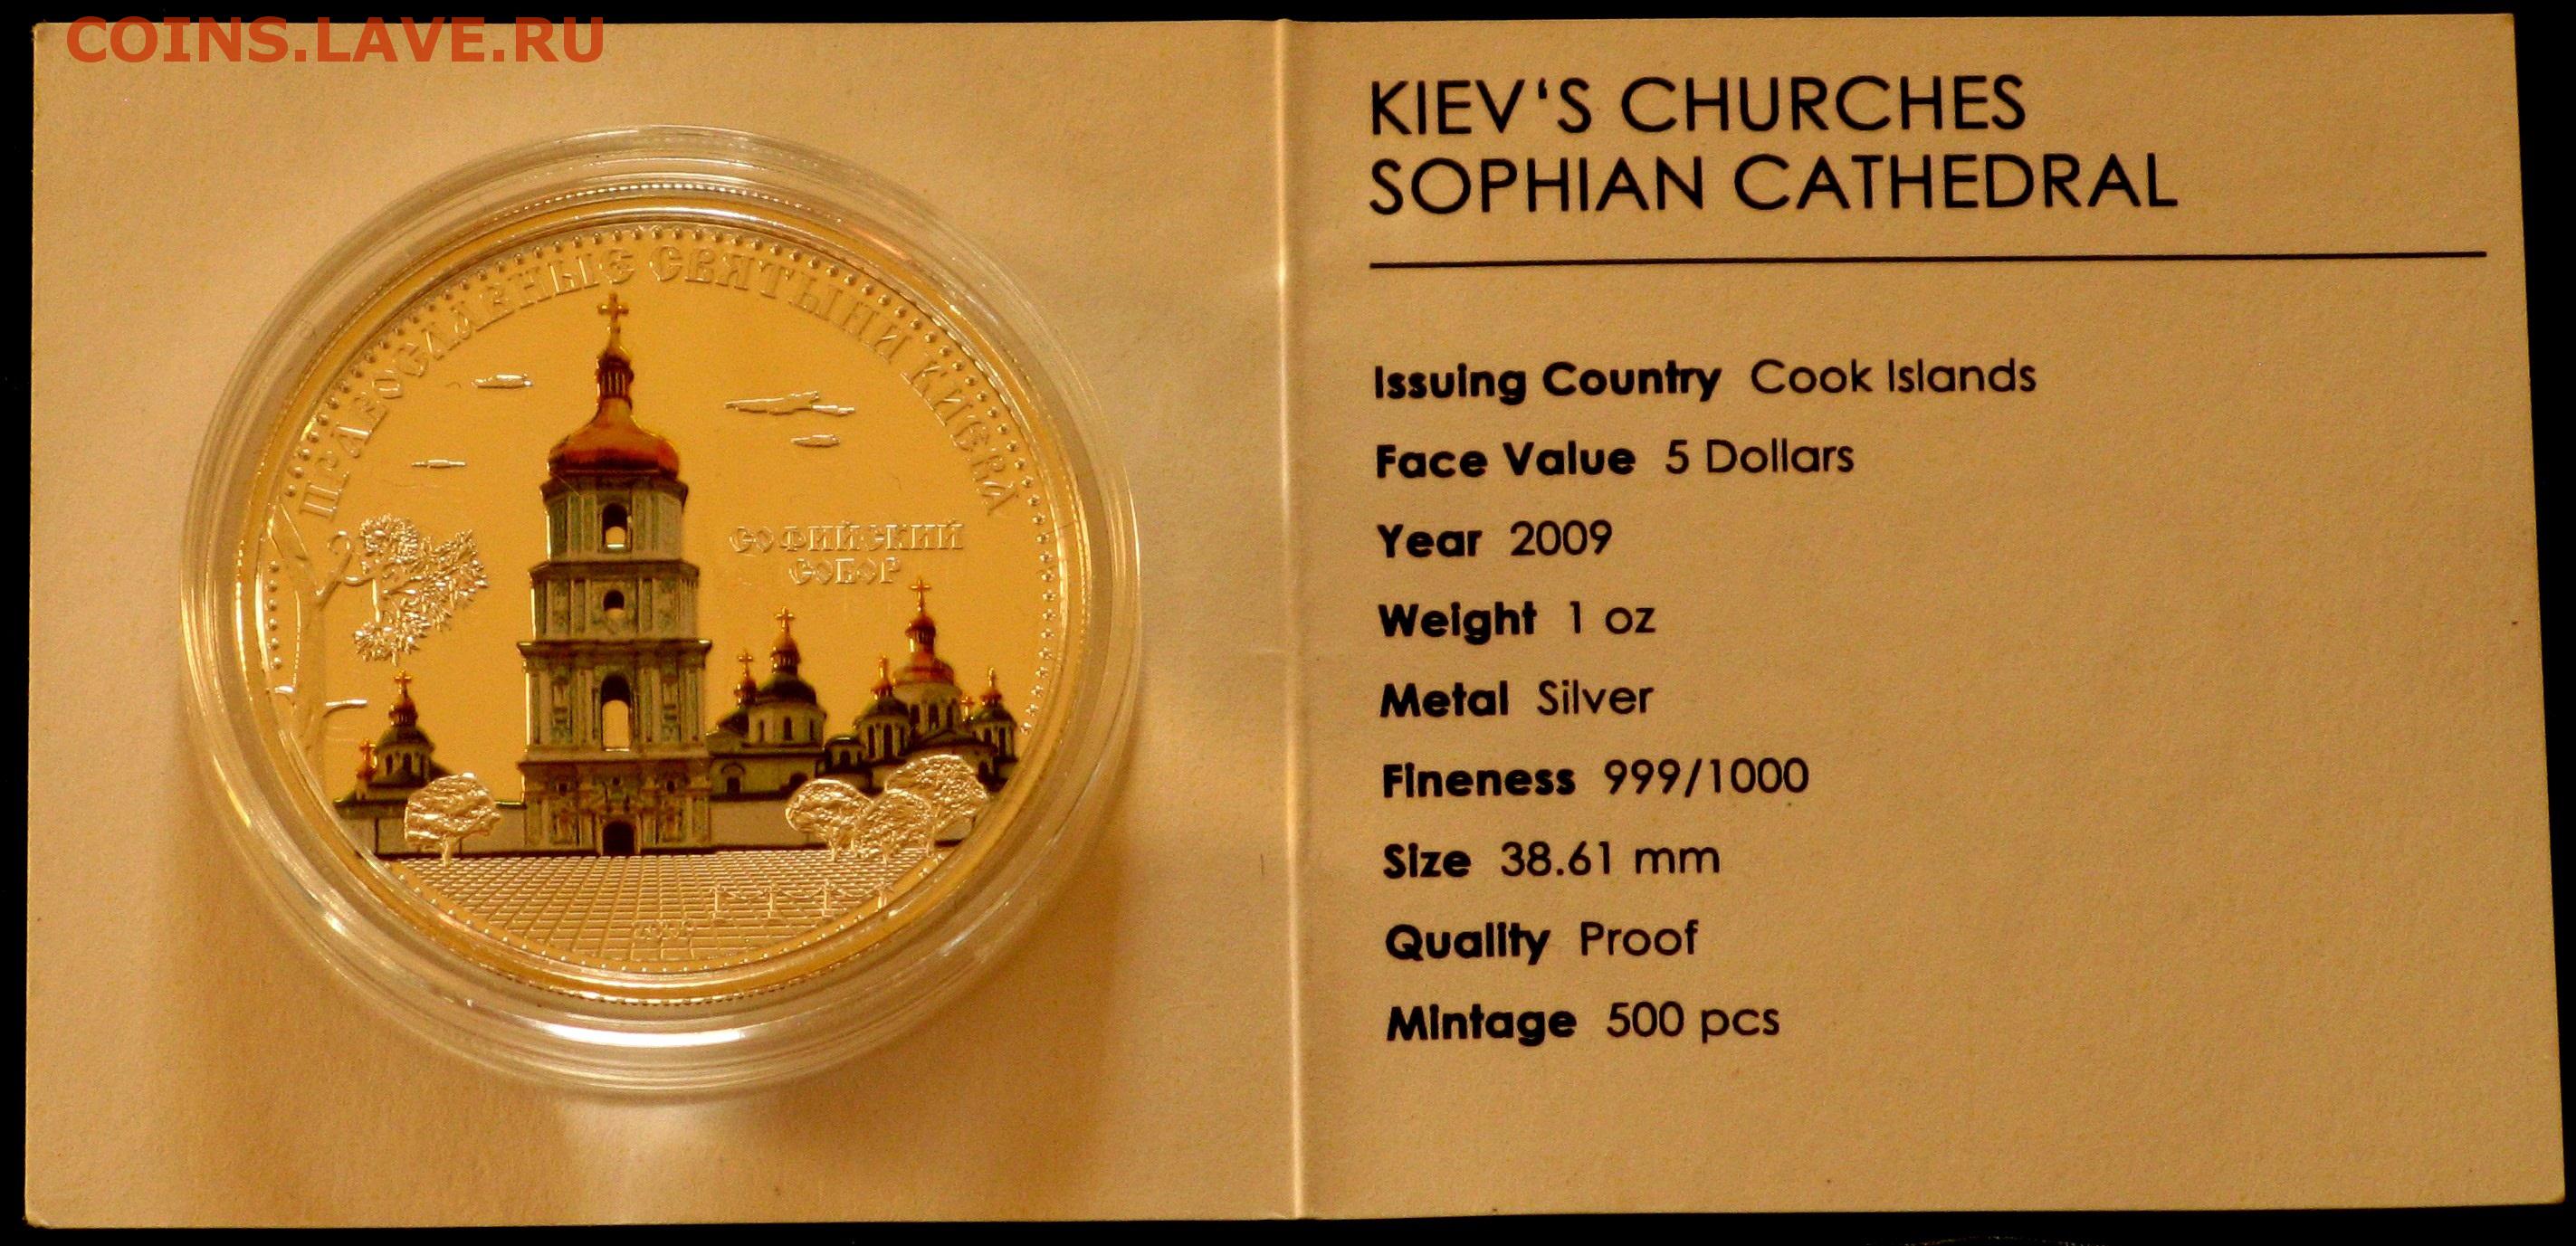 COINS.LAVE.RU
ПРАВОСЛАВНЫЕ СВЯТЫНИ КИЕВА
СОФИЙСКИЙ
СОБОР
2009
KIEV'S CHURCHES
SOPHIAN CATHEDRAL
Issuing Country Cook Islands
Face Value 5 Dollars
Year 2009
Weight 1 oz
Metal Silver
Fineness 999/1000
Size 38.61 mm
Quality Proof
Mintage 500 pcs